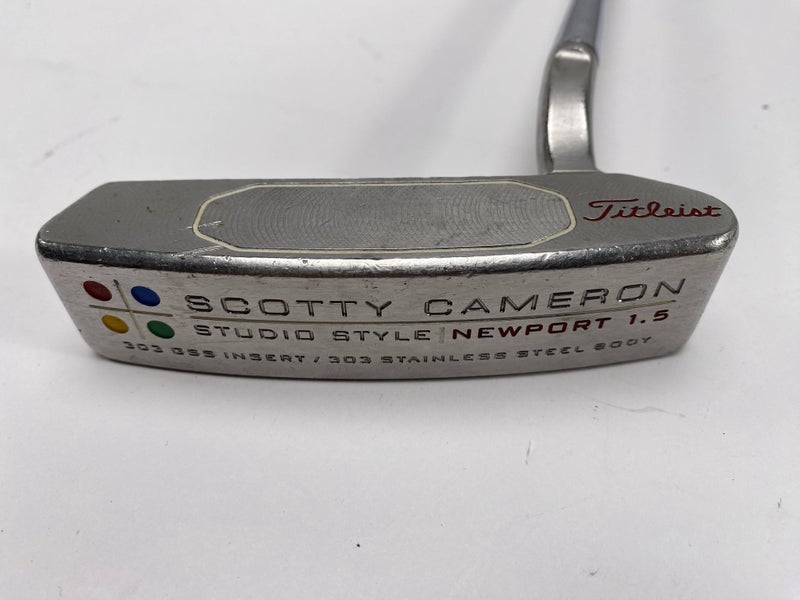 Titleist
SCOTTY CAMERON
STUDIO STYLE | NEWPORT 1.5
303 GSS INSERT / 303 STAINLESS STEEL BODY